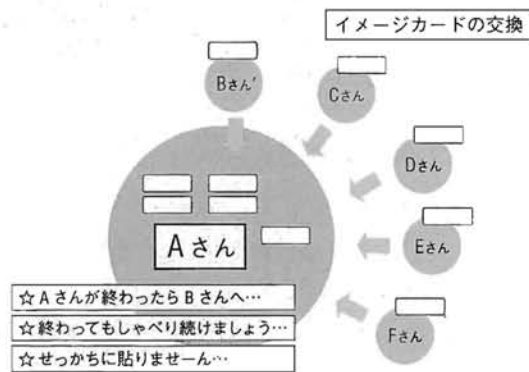 イメージカードの交換
Bさん'
Cさん
Dさん
Eさん
Fさん
Aさん
☆Aさんが終わったらBさんへ…
☆終わってもしゃべり続けましょう…
☆せっかちに貼りませーん…